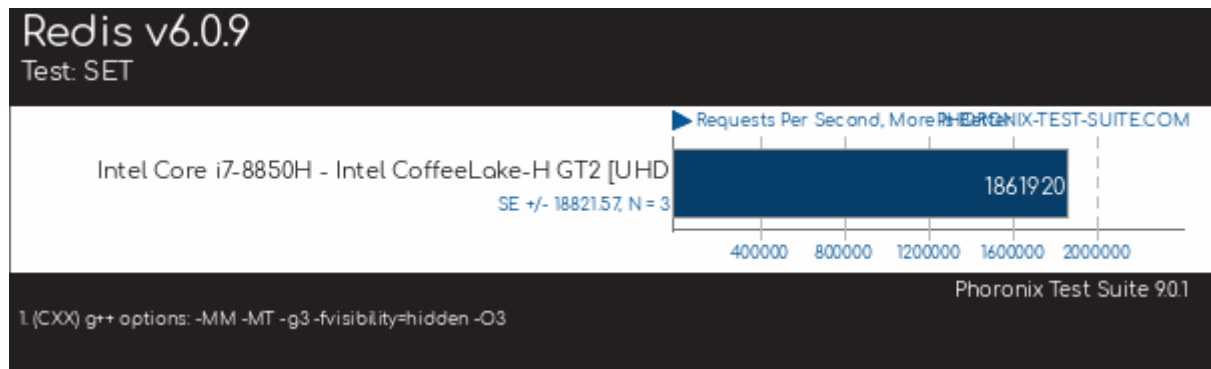 Redis v6.0.9
Test: SET
Requests Per Second, More Is Better
PHORONIX-TEST-SUITE.COM
Intel Core i7-8850H - Intel CoffeeLake-H GT2 [UHD
1861920
SE +/- 18821.57, N = 3
400000 800000 1200000 1600000 2000000
Phoronix Test Suite 9.0.1
1. (CXX) g++ options: -MM -MT -g3 -fvisibility=hidden -O3